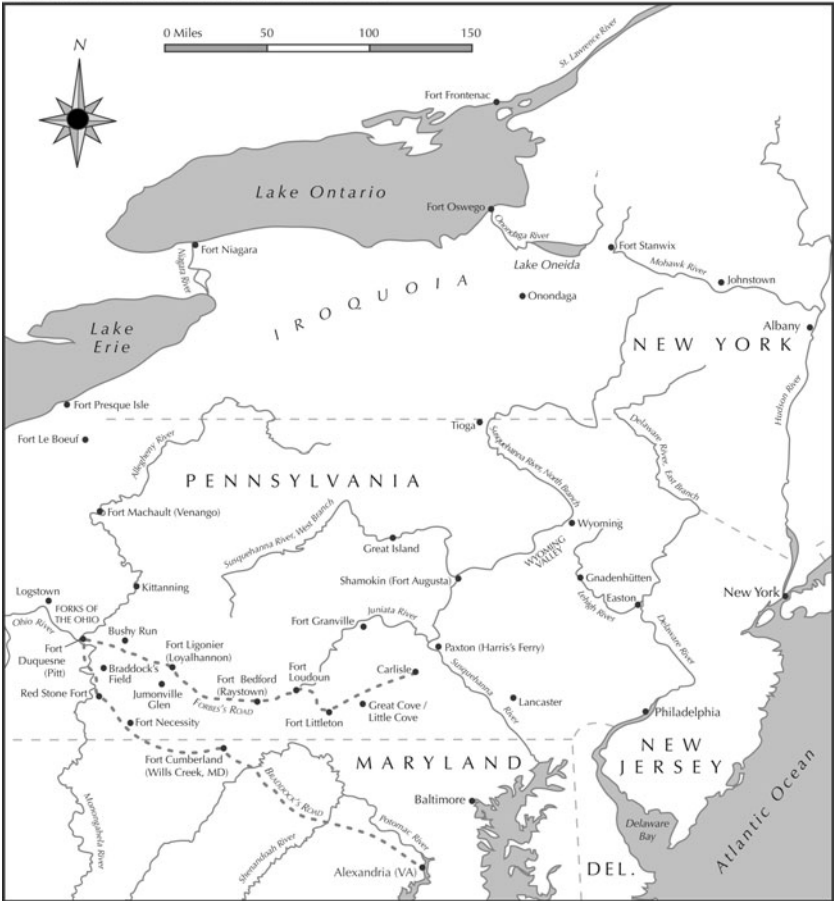 0 Miles 50 100 150
N
St. Lawrence River
Fort Frontenac
Lake Ontario
Fort Oswego
Onondaga River
Fort Niagara
Niagara River
Fort Stanwix
Lake Oneida
Mohawk River
Johnstown
IROQUOIA
Onondaga
Lake
Erie
Albany
NEW YORK
Hudson River
Fort Presque Isle
Tioga
Fort Le Boeuf
Allegheny River
Susquehanna River, North Branch
Delaware River, East Branch
PENNSYLVANIA
Fort Machault (Venango)
Susquehanna River, West Branch
Wyoming
Great Island
WYOMING
VALLEY
Kittanning
Shamokin (Fort Augusta)
Gnadenhütten
Logstown
FORKS OF
THE OHIO
Ohio River
Easton
Lehigh River
New York
Juniata River
Fort Granville
Bushy Run
Fort
Duquesne
(Pitt)
Fort Ligonier
(Loyalhannon)
Paxton (Harris's Ferry)
Delaware River
Braddock's
Field
Fort Bedford
(Raystown)
Fort
Loudoun
Carlisle
Susquehanna
River
Red Stone Fort
Jumonville
Glen
FORBES'S ROAD
Fort Littleton
Great Cove /
Little Cove
Lancaster
Philadelphia
Fort Necessity
NEW
JERSEY
Fort Cumberland
(Wills Creek, MD)
MARYLAND
BRADDOCK'S ROAD
Baltimore
Monongahela River
Shenandoah River
Potomac River
Delaware
Bay
Atlantic Ocean
Alexandria (VA)
DEL.